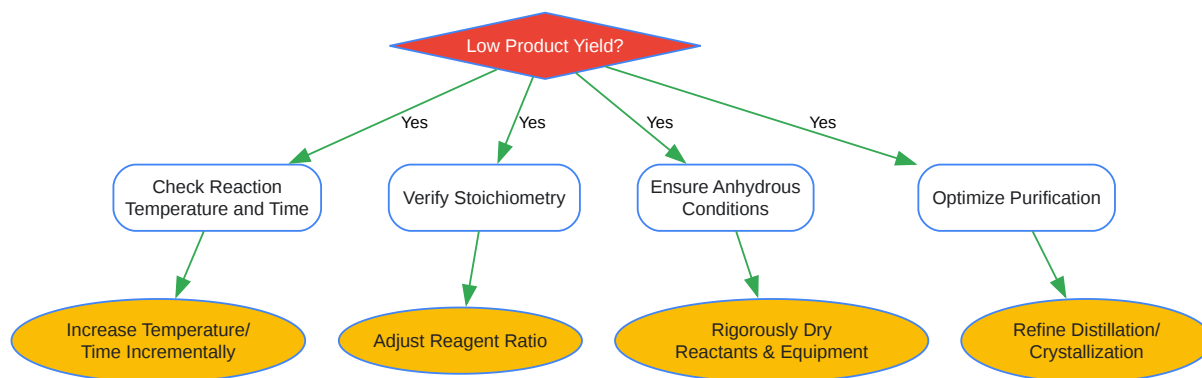 Low Product Yield?
Yes
Yes
Yes
Yes
Check Reaction
Temperature and Time
Verify Stoichiometry
Ensure Anhydrous
Conditions
Optimize Purification
Increase Temperature/
Time Incrementally
Adjust Reagent Ratio
Rigorously Dry
Reactants & Equipment
Refine Distillation/
Crystallization